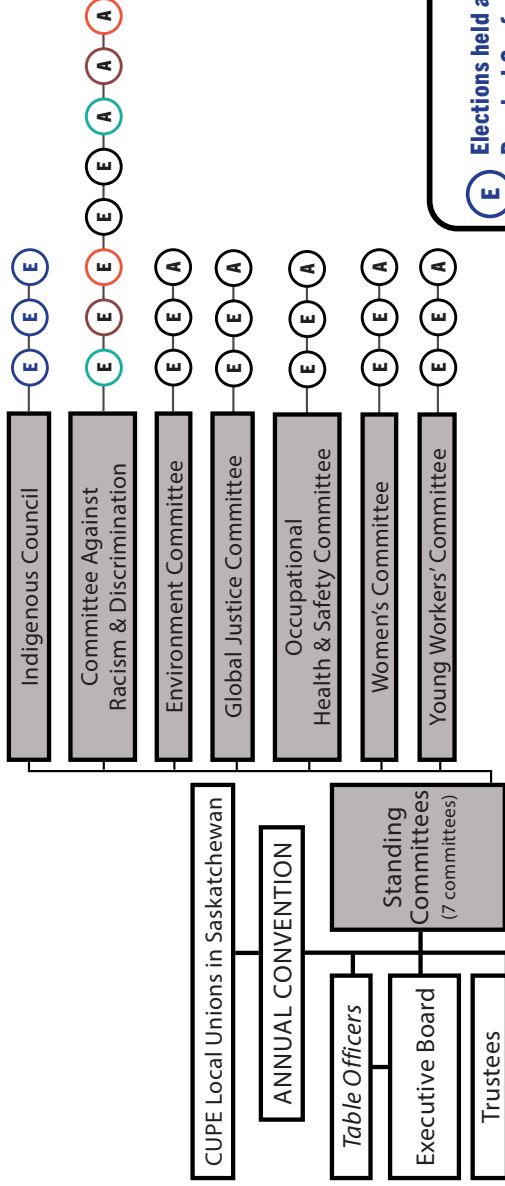 CUPE Local Unions in Saskatchewan
ANNUAL CONVENTION
Table Officers
Executive Board
Trustees
Standing
Committees
(7 committees)
Indigenous Council
E E E
Committee Against
Racism & Discrimination
E E E E E A A A
Environment Committee
E E A
Global Justice Committee
E E A
Occupational
Health & Safety Committee
E E A
Women's Committee
E E A
Young Workers' Committee
E E A
E Elections held